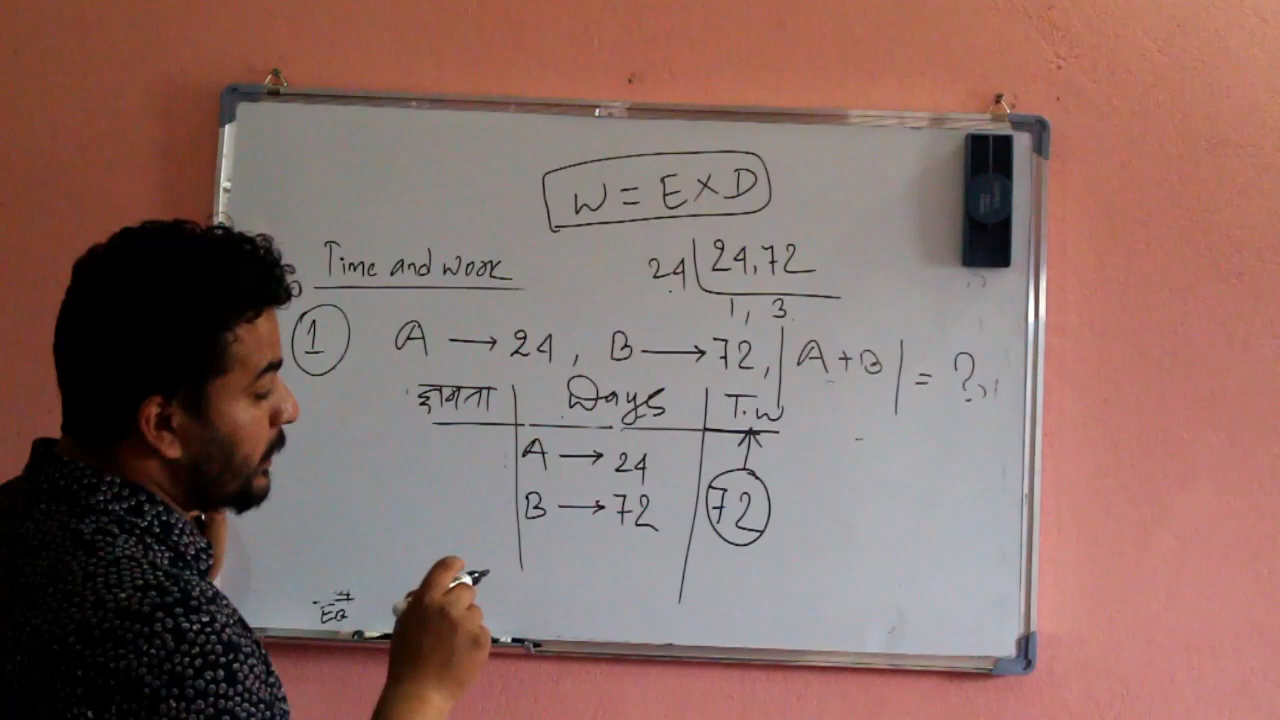 W = E × D
Time and work
24 | 24, 72
1, 3
1 A → 24, B → 72, | A + B | = ?
क्षमता Days T.W
A → 24
B → 72 72